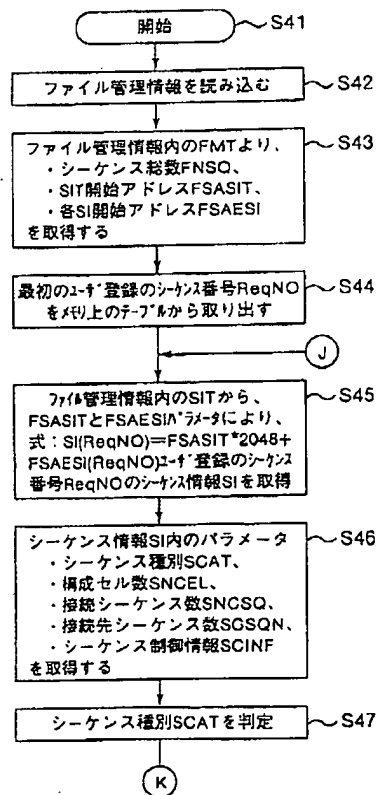 開始
S41
ファイル管理情報を読み込む
S42
ファイル管理情報内のFMTより、
・シーケンス総数FNSQ、
・SIT開始アドレスFSASIT、
・各SI開始アドレスFSAESI
を取得する
S43
最初のユーザ登録のシーケンス番号ReqNO
をメモリ上のテーブルから取り出す
S44
J
ファイル管理情報内のSITから、
FSASITとFSAESIパラメータにより、
式：SI(ReqNO)=FSASIT*2048+
FSAESI(ReqNO)ユーザ登録のシーケンス
番号ReqNOのシーケンス情報SIを取得
S45
シーケンス情報SI内のパラメータ
・シーケンス種別SCAT、
・構成セル数SNCEL、
・接続シーケンス数SNCSQ、
・接続先シーケンス数SCSQN、
・シーケンス制御情報SCINF
を取得する
S46
シーケンス種別SCATを判定
S47
K